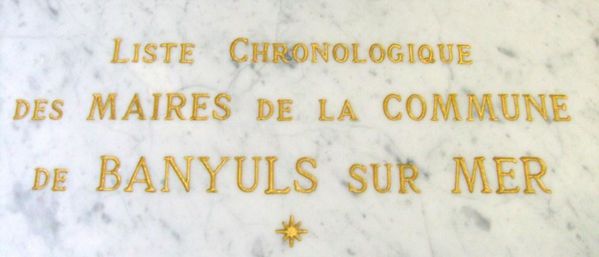 Liste Chronologique
des MAIRES de la COMMUNE
de BANYULS sur MER